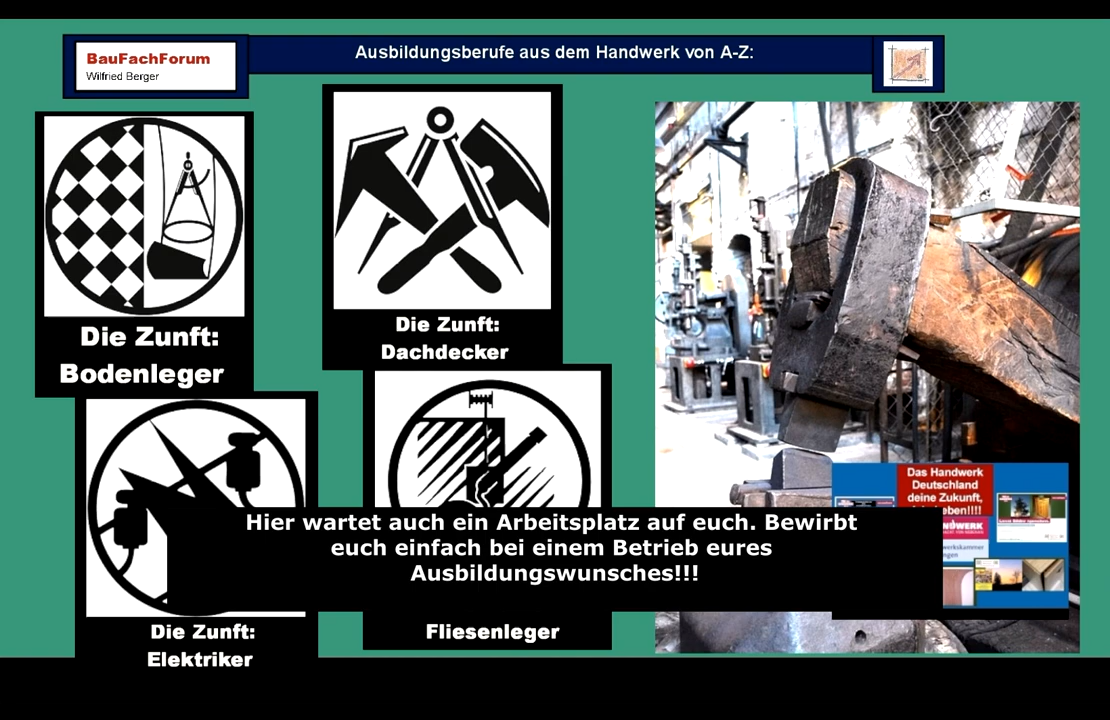 BauFachForum
Wilfried Berger
Ausbildungsberufe aus dem Handwerk von A-Z:
Die Zunft:
Bodenleger
Die Zunft:
Dachdecker
Das Handwerk
Deutschland
deine Zukunft,
Hier wartet auch ein Arbeitsplatz auf euch. Bewirbt
euch einfach bei einem Betrieb eures
Ausbildungswunsches!!!
Die Zunft:
Elektriker
Fliesenleger